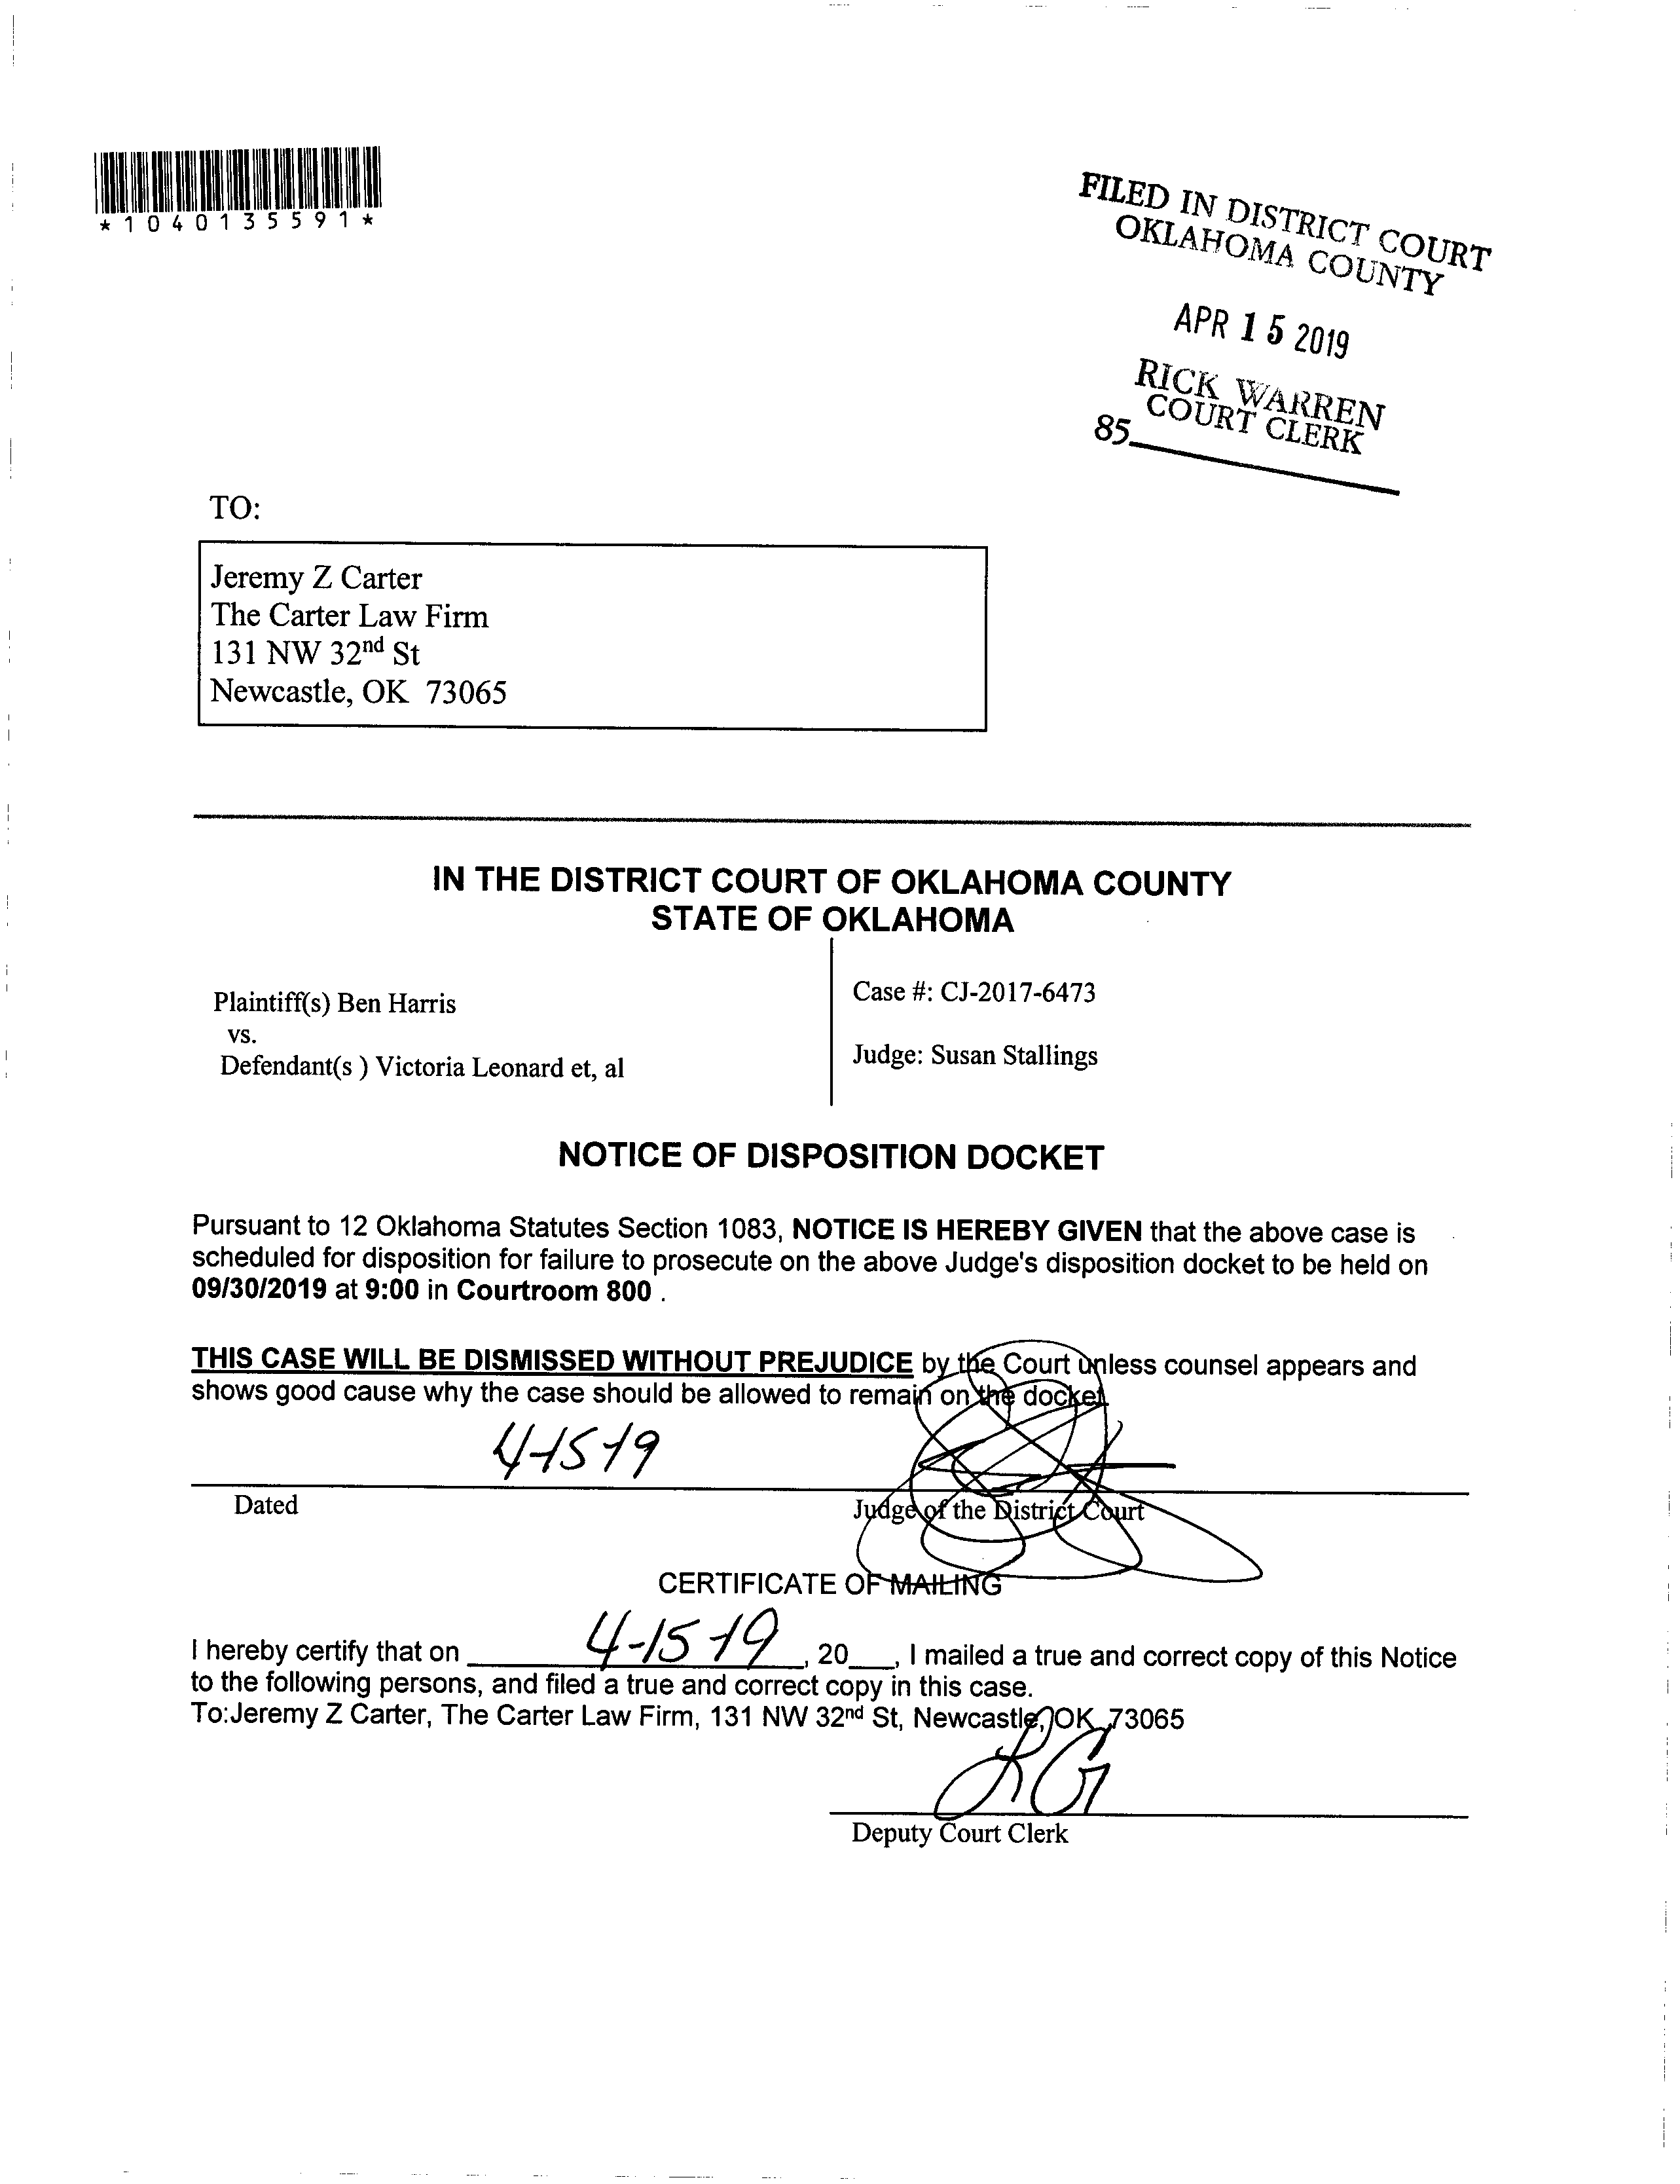 *1040135591*
FILED IN DISTRICT COURT
OKLAHOMA COUNTY
APR 15 2019
RICK WARREN
COURT CLERK
85
TO:
Jeremy Z Carter
The Carter Law Firm
131 NW 32nd St
Newcastle, OK 73065
IN THE DISTRICT COURT OF OKLAHOMA COUNTY
STATE OF OKLAHOMA
Plaintiff(s) Ben Harris
vs.
Defendant(s ) Victoria Leonard et, al
Case #: CJ-2017-6473
Judge: Susan Stallings
NOTICE OF DISPOSITION DOCKET
Pursuant to 12 Oklahoma Statutes Section 1083, NOTICE IS HEREBY GIVEN that the above case is
scheduled for disposition for failure to prosecute on the above Judge's disposition docket to be held on
09/30/2019 at 9:00 in Courtroom 800 .
THIS CASE WILL BE DISMISSED WITHOUT PREJUDICE by the Court unless counsel appears and
shows good cause why the case should be allowed to remain on the docket.
4-15-19
Dated
Judge of the District Court
CERTIFICATE OF MAILING
I hereby certify that on 4-15-19, 20___, I mailed a true and correct copy of this Notice
to the following persons, and filed a true and correct copy in this case.
To:Jeremy Z Carter, The Carter Law Firm, 131 NW 32nd St, Newcastle, OK 73065
LG
Deputy Court Clerk